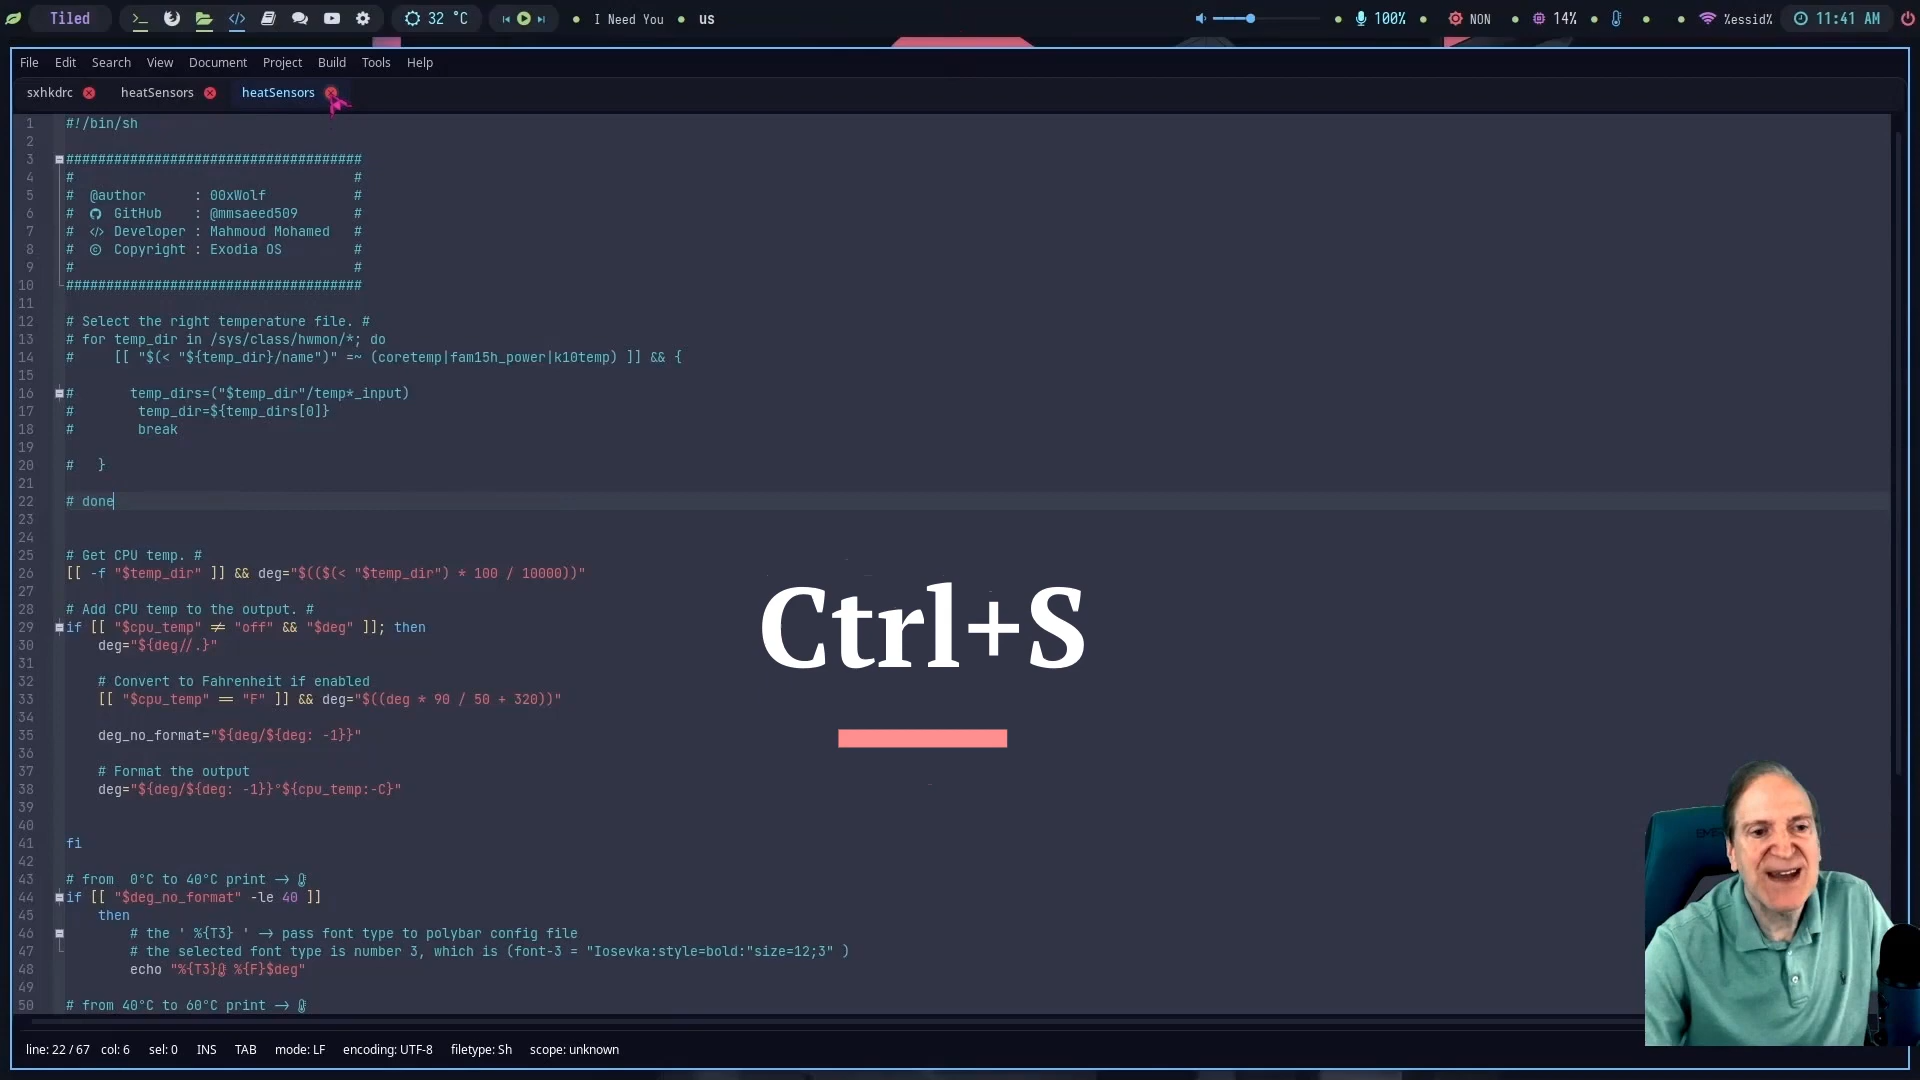 Tiled
32 °C
I Need You
us
100%
NON
14%
%essid%
11:41 AM
File Edit Search View Document Project Build Tools Help
sxhkdrc heatSensors heatSensors
1 #!/bin/sh
2
3 #####################################
4 # #
5 # @author : 00xWolf #
6 # GitHub : @mmsaeed509 #
7 # </> Developer : Mahmoud Mohamed #
8 # © Copyright : Exodia OS #
9 # #
10 #####################################
11
12 # Select the right temperature file. #
13 # for temp_dir in /sys/class/hwmon/*; do
14 # [[ "$(< "${temp_dir}/name")" =~ (coretemp|fam15h_power|k10temp) ]] && {
15
16 # temp_dirs=("$temp_dir"/temp*_input)
17 # temp_dir=${temp_dirs[0]}
18 # break
19
20 # }
21
22 # done
23
24
25 # Get CPU temp. #
26 [[ -f "$temp_dir" ]] && deg="$(($(< "$temp_dir") * 100 / 10000))"
27
28 # Add CPU temp to the output. #
29 if [[ "$cpu_temp" != "off" && "$deg" ]]; then
30 deg="${deg//.}"
31
32 # Convert to Fahrenheit if enabled
33 [[ "$cpu_temp" == "F" ]] && deg="$((deg * 90 / 50 + 320))"
34
35 deg_no_format="${deg/${deg: -1}}"
36
37 # Format the output
38 deg="${deg/${deg: -1}}°${cpu_temp:-C}"
39
40
41 fi
42
43 # from 0°C to 40°C print ->
44 if [[ "$deg_no_format" -le 40 ]]
45 then
46 # the ' %{T3} ' -> pass font type to polybar config file
47 # the selected font type is number 3, which is (font-3 = "Iosevka:style=bold:"size=12;3" )
48 echo "%{T3} %{F}$deg"
49
50 # from 40°C to 60°C print ->
Ctrl+S
line: 22 / 67 col: 6 sel: 0 INS TAB mode: LF encoding: UTF-8 filetype: Sh scope: unknown